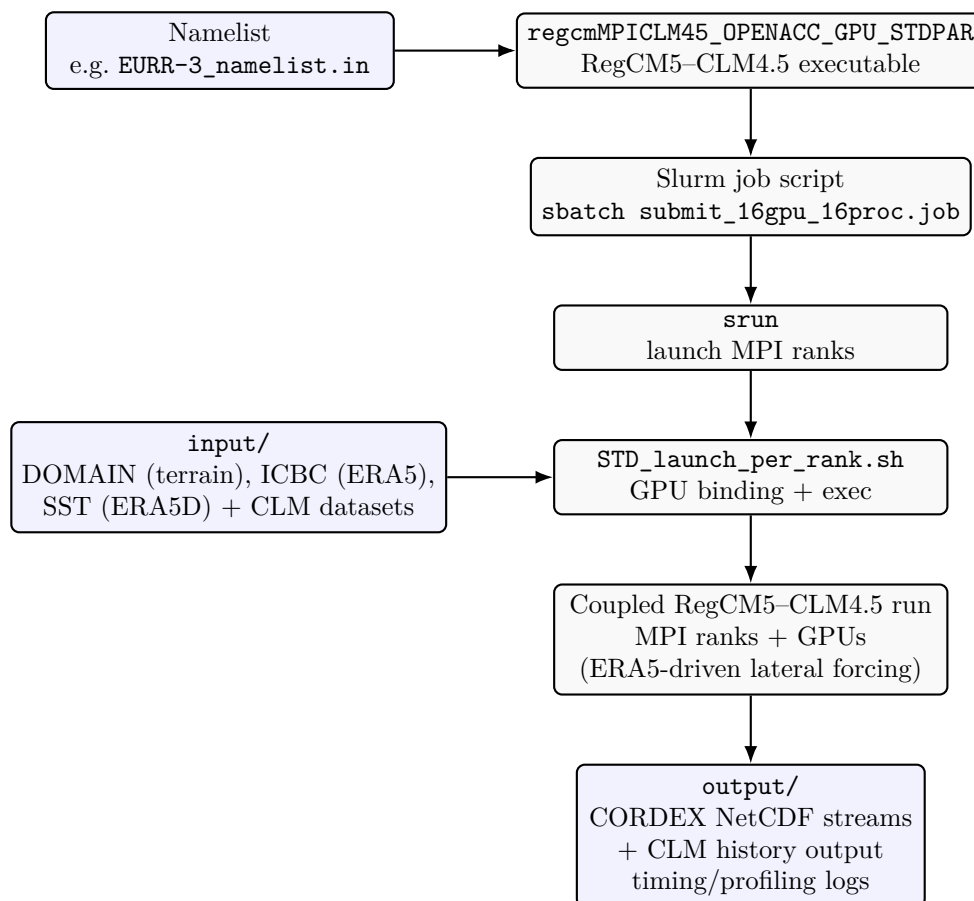 Namelist
e.g. EURR-3_namelist.in
regcmMPICLM45_OPENACC_GPU_STDPAR
RegCM5–CLM4.5 executable
Slurm job script
sbatch submit_16gpu_16proc.job
srun
launch MPI ranks
input/
DOMAIN (terrain), ICBC (ERA5),
SST (ERA5D) + CLM datasets
STD_launch_per_rank.sh
GPU binding + exec
Coupled RegCM5–CLM4.5 run
MPI ranks + GPUs
(ERA5-driven lateral forcing)
output/
CORDEX NetCDF streams
+ CLM history output
timing/profiling logs